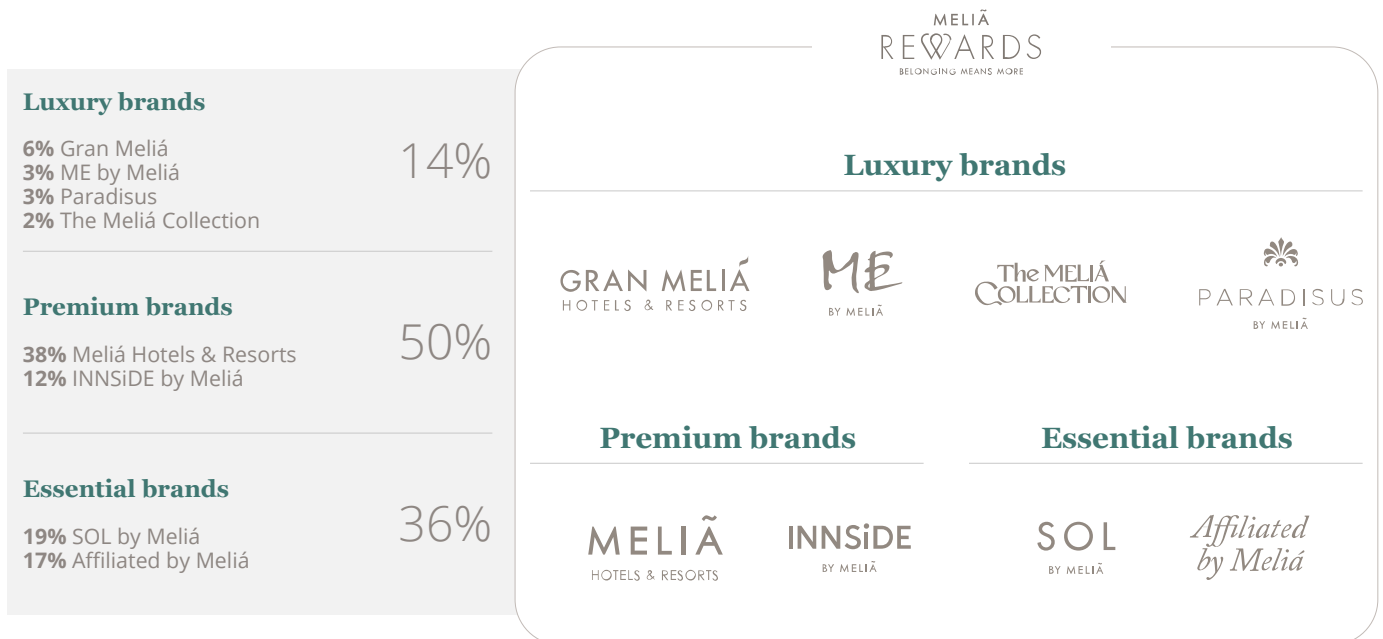 MELIÃ
REWARDS
BELONGING MEANS MORE
Luxury brands
6% Gran Meliá
3% ME by Meliá
3% Paradisus
2% The Meliá Collection
14%
Premium brands
38% Meliá Hotels & Resorts
12% INNSiDE by Meliá
50%
Essential brands
19% SOL by Meliá
17% Affiliated by Meliá
36%
Luxury brands
GRAN MELIÁ
HOTELS & RESORTS
ME
BY MELIÃ
The MELIÁ
COLLECTION
PARADISUS
BY MELIÃ
Premium brands
MELIÃ
HOTELS & RESORTS
INNSiDE
BY MELIÃ
Essential brands
SOL
BY MELIÃ
Affiliated
by Meliá